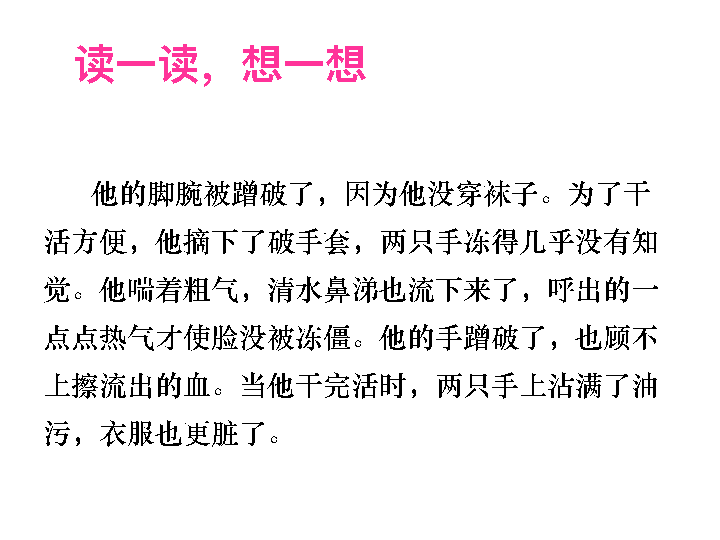 读一读，想一想
他的脚腕被蹭破了，因为他没穿袜子。为了干
活方便，他摘下了破手套，两只手冻得几乎没有知
觉。他喘着粗气，清水鼻涕也流下来了，呼出的一
点点热气才使脸没被冻僵。他的手蹭破了，也顾不
上擦流出的血。当他干完活时，两只手上沾满了油
污，衣服也更脏了。